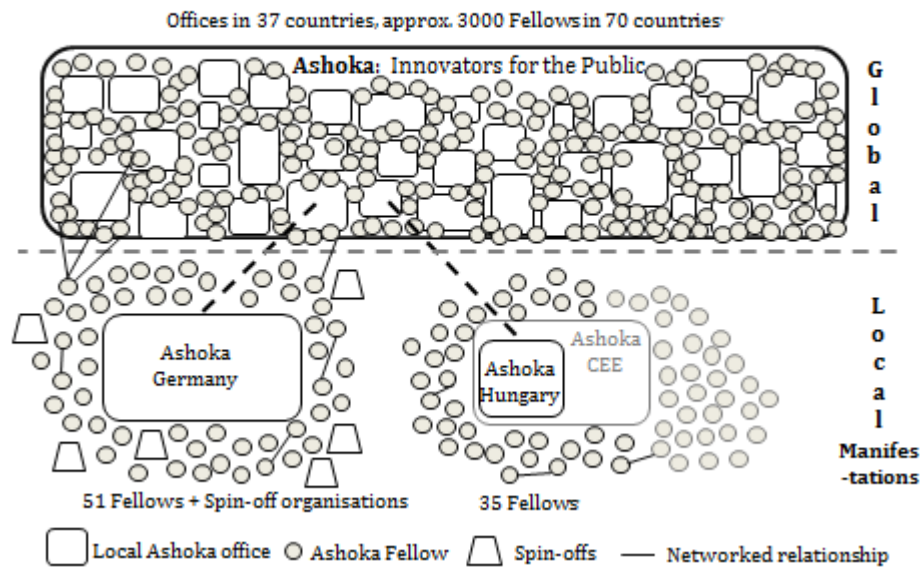 Offices in 37 countries, approx. 3000 Fellows in 70 countries
Ashoka: Innovators for the Public
Global
Ashoka
Germany
Ashoka
CEE
Ashoka
Hungary
Local
Manifes
-tations
51 Fellows + Spin-off organisations
35 Fellows
Local Ashoka office
Ashoka Fellow
Spin-offs
Networked relationship